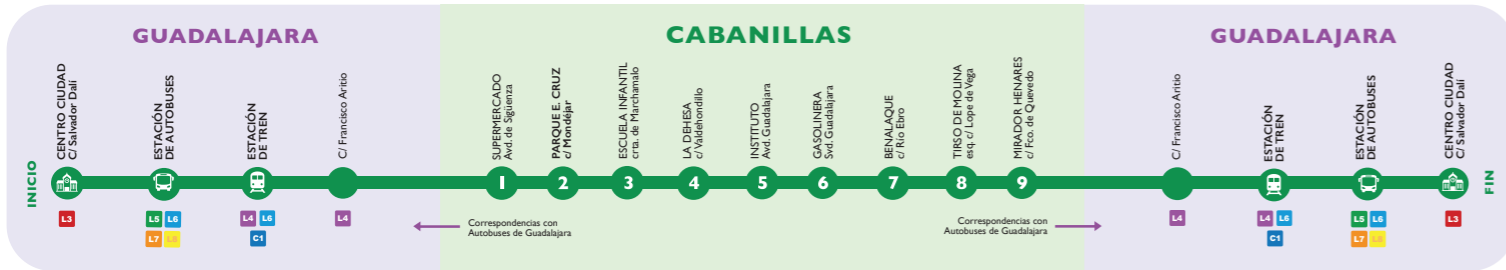 GUADALAJARA
CABANILLAS
GUADALAJARA
INICIO
CENTRO CIUDAD
C/ Salvador Dalí
ESTACIÓN
DE AUTOBUSES
ESTACIÓN
DE TREN
C/ Francisco Aritio
SUPERMERCADO
Avd. de Sigüenza
PARQUE E. CRUZ
c/ Mondéjar
ESCUELA INFANTIL
crta. de Marchamalo
LA DEHESA
c/ Valdehondillo
INSTITUTO
Avd. Guadalajara
GASOLINERA
Svd. Guadalajara
BENALAQUE
c/ Río Ebro
TIRSO DE MOLINA
esq. c/ Lope de Vega
MIRADOR HENARES
c/ Fco. de Quevedo
C/ Francisco Aritio
ESTACIÓN
DE TREN
ESTACIÓN
DE AUTOBUSES
CENTRO CIUDAD
C/ Salvador Dalí
FIN
1 2 3 4 5 6 7 8 9
L3
L5 L6
L7 L8
L4 L6
C1
L4
Correspondencias con
Autobuses de Guadalajara
Correspondencias con
Autobuses de Guadalajara
L4
L4 L6
C1
L5 L6
L7 L8
L3